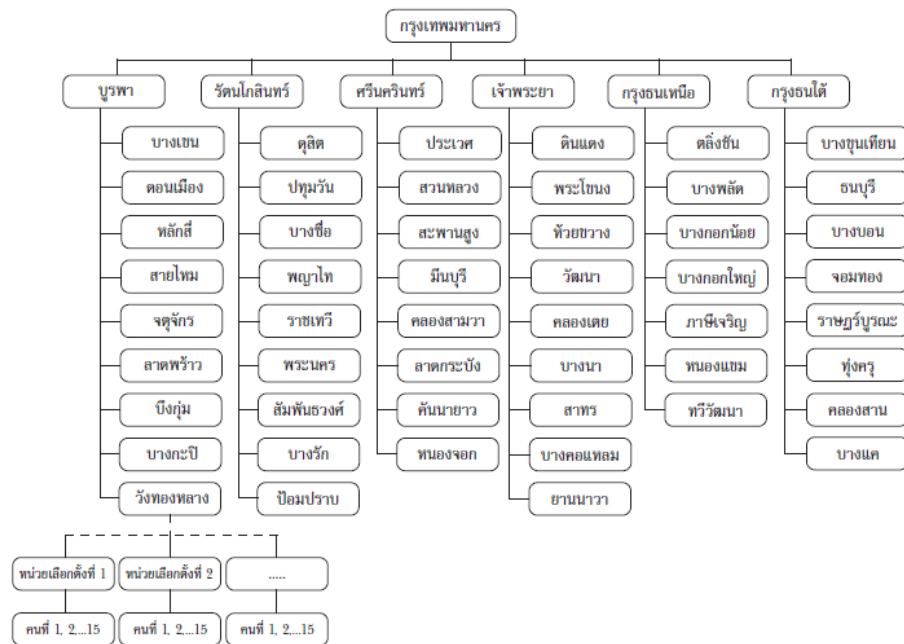 กรุงเทพมหานคร
บูรพา
รัตนโกสินทร์
ศรีนครินทร์
เจ้าพระยา
กรุงธนเหนือ
กรุงธนใต้
บางเขน
ดอนเมือง
หลักสี่
สายไหม
จตุจักร
ลาดพร้าว
บึงกุ่ม
บางกะปิ
วังทองหลาง
ดุสิต
ปทุมวัน
บางซื่อ
พญาไท
ราชเทวี
พระนคร
สัมพันธวงศ์
บางรัก
ป้อมปราบ
ประเวศ
สวนหลวง
สะพานสูง
มีนบุรี
คลองสามวา
ลาดกระบัง
คันนายาว
หนองจอก
ดินแดง
พระโขนง
ห้วยขวาง
วัฒนา
คลองเตย
บางนา
สาทร
บางคอแหลม
ยานนาวา
ตลิ่งชัน
บางพลัด
บางกอกน้อย
บางกอกใหญ่
ภาษีเจริญ
หนองแขม
ทวีวัฒนา
บางขุนเทียน
ธนบุรี
บางบอน
จอมทอง
ราษฎร์บูรณะ
ทุ่งครุ
คลองสาน
บางแค
หน่วยเลือกตั้งที่ 1
หน่วยเลือกตั้งที่ 2
.....
คนที่ 1, 2,...15
คนที่ 1, 2,...15
คนที่ 1, 2,...15